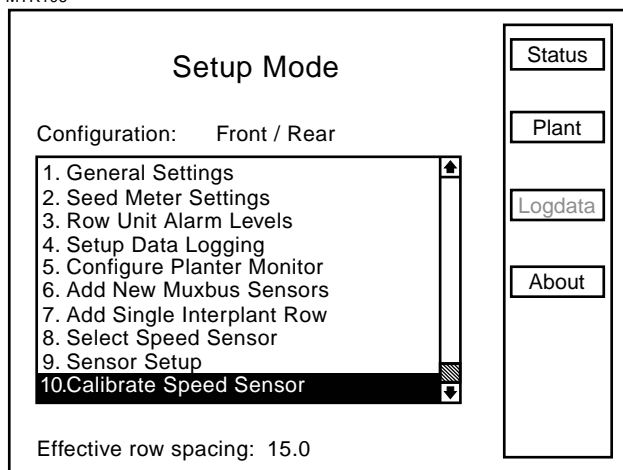 Setup Mode
Configuration: Front / Rear
1. General Settings
2. Seed Meter Settings
3. Row Unit Alarm Levels
4. Setup Data Logging
5. Configure Planter Monitor
6. Add New Muxbus Sensors
7. Add Single Interplant Row
8. Select Speed Sensor
9. Sensor Setup
10.Calibrate Speed Sensor
Effective row spacing: 15.0
Status
Plant
Logdata
About